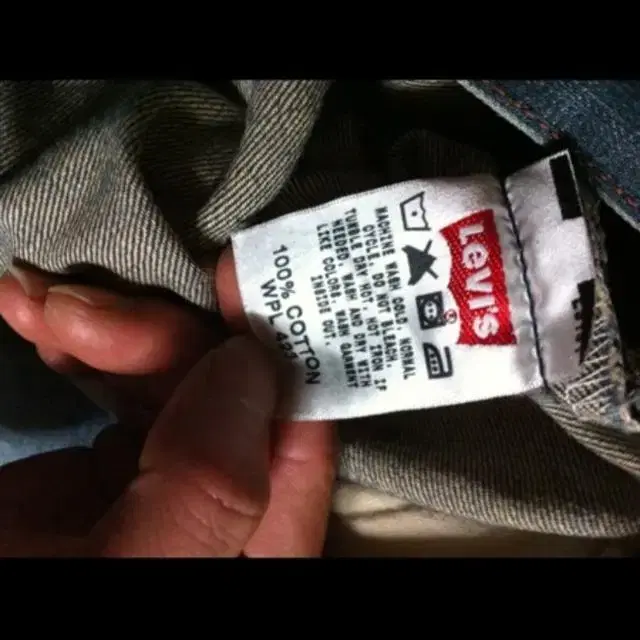 Levi's
MACHINE WASH COLD, NORMAL
CYCLE. DO NOT BLEACH.
TUMBLE DRY HOT. HOT IRON IF
NEEDED. WASH AND DRY WITH
LIKE COLORS. WASH GARMENT
INSIDE OUT.
100% COTTON
WPL